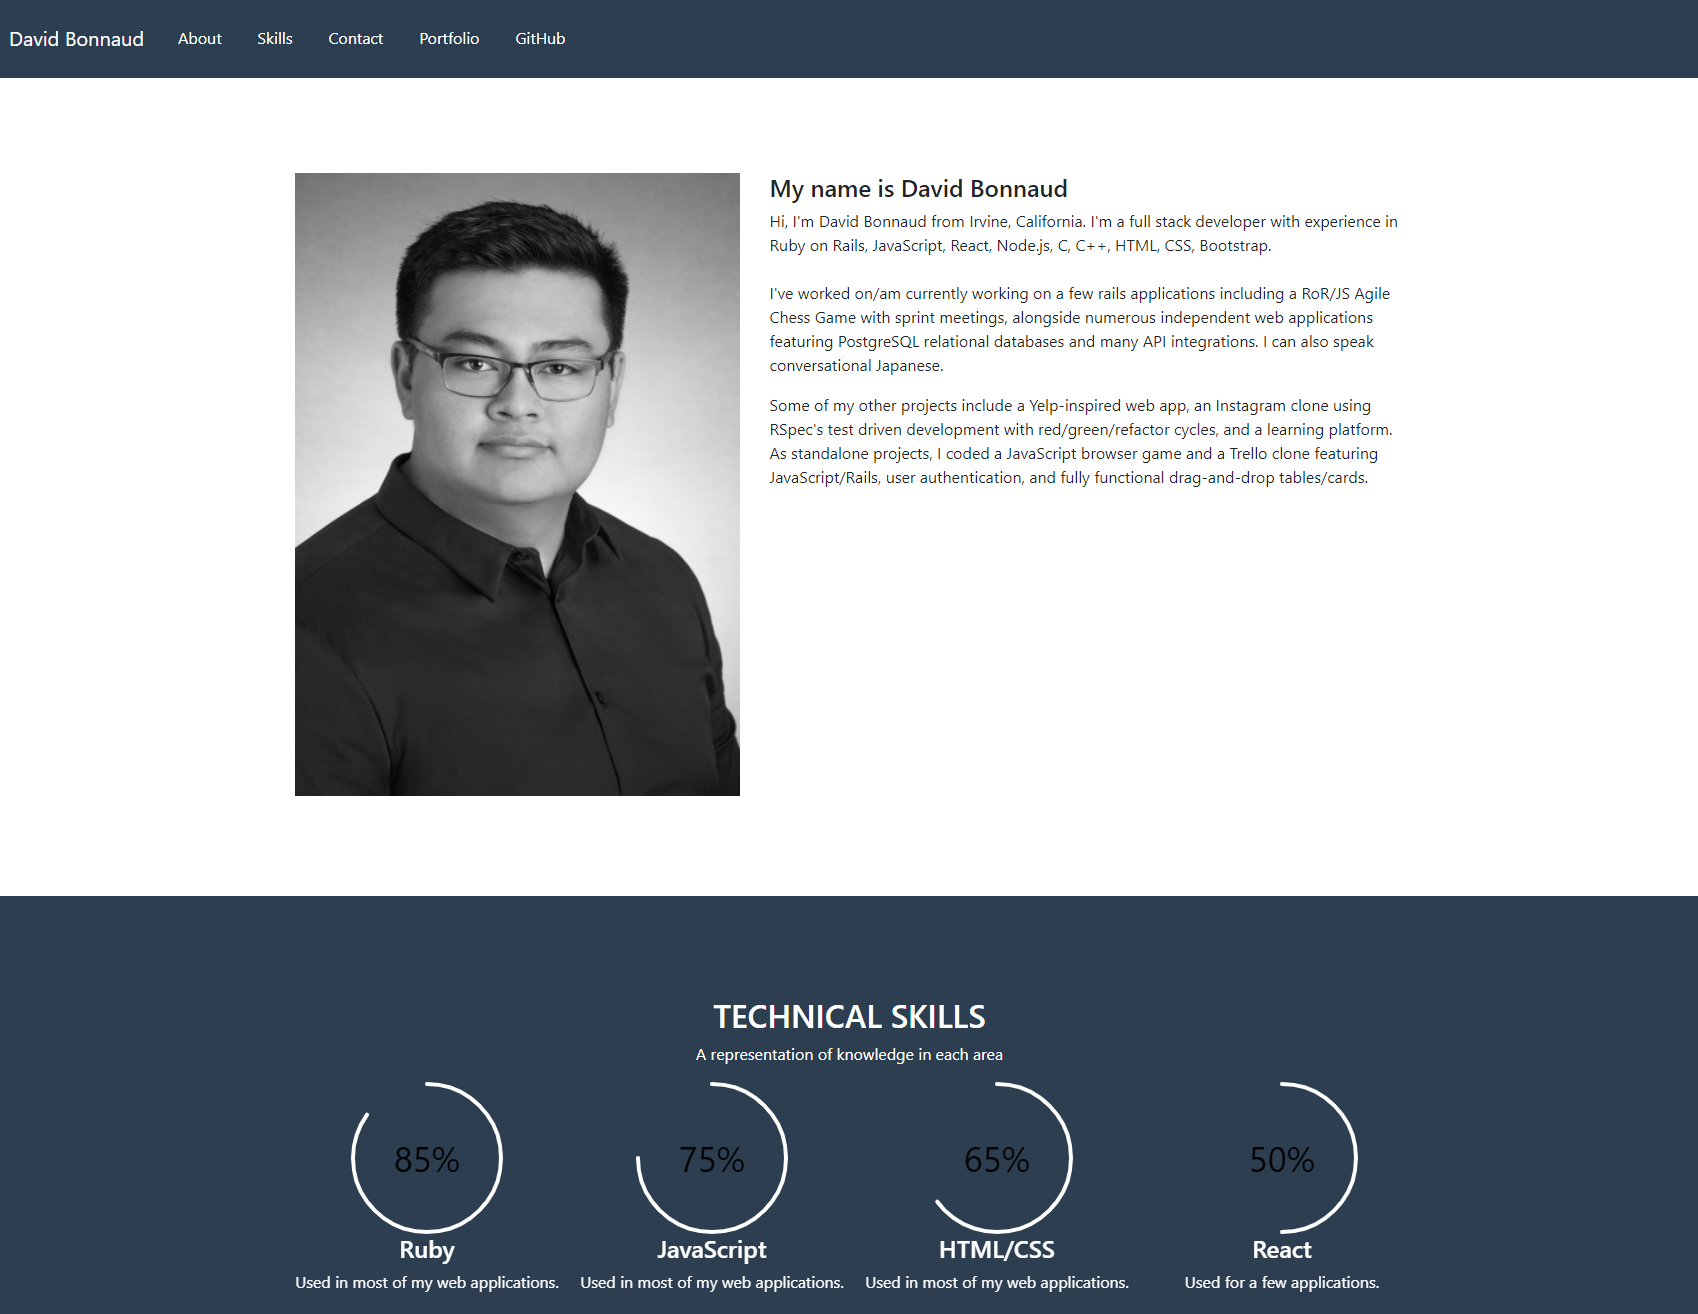 David Bonnaud About Skills Contact Portfolio GitHub
My name is David Bonnaud
Hi, I'm David Bonnaud from Irvine, California. I'm a full stack developer with experience in
Ruby on Rails, JavaScript, React, Node.js, C, C++, HTML, CSS, Bootstrap.
I've worked on/am currently working on a few rails applications including a RoR/JS Agile
Chess Game with sprint meetings, alongside numerous independent web applications
featuring PostgreSQL relational databases and many API integrations. I can also speak
conversational Japanese.
Some of my other projects include a Yelp-inspired web app, an Instagram clone using
RSpec's test driven development with red/green/refactor cycles, and a learning platform.
As standalone projects, I coded a JavaScript browser game and a Trello clone featuring
JavaScript/Rails, user authentication, and fully functional drag-and-drop tables/cards.
TECHNICAL SKILLS
A representation of knowledge in each area
85% 75% 65% 50%
Ruby JavaScript HTML/CSS React
Used in most of my web applications. Used in most of my web applications. Used in most of my web applications. Used for a few applications.